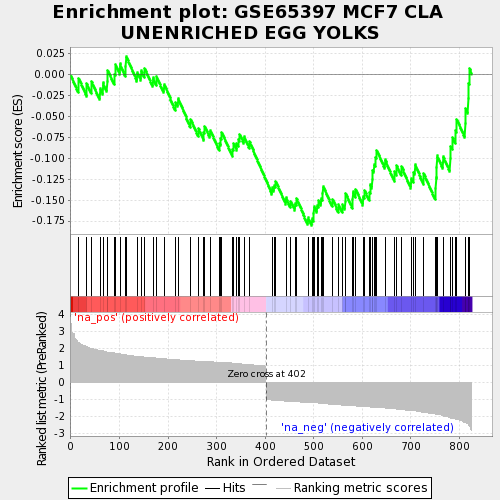 Enrichment plot: GSE65397 MCF7 CLA
UNENRICHED EGG YOLKS
Enrichment score (ES)
0.025
0.000
-0.025
-0.050
-0.075
-0.100
-0.125
-0.150
-0.175
'na_pos' (positively correlated)
Ranked list metric (PreRanked)
4
3
2
1
0
-1
-2
-3
Zero cross at 402
'na_neg' (negatively correlated)
0 100 200 300 400 500 600 700 800
Rank in Ordered Dataset
Enrichment profile Hits Ranking metric scores